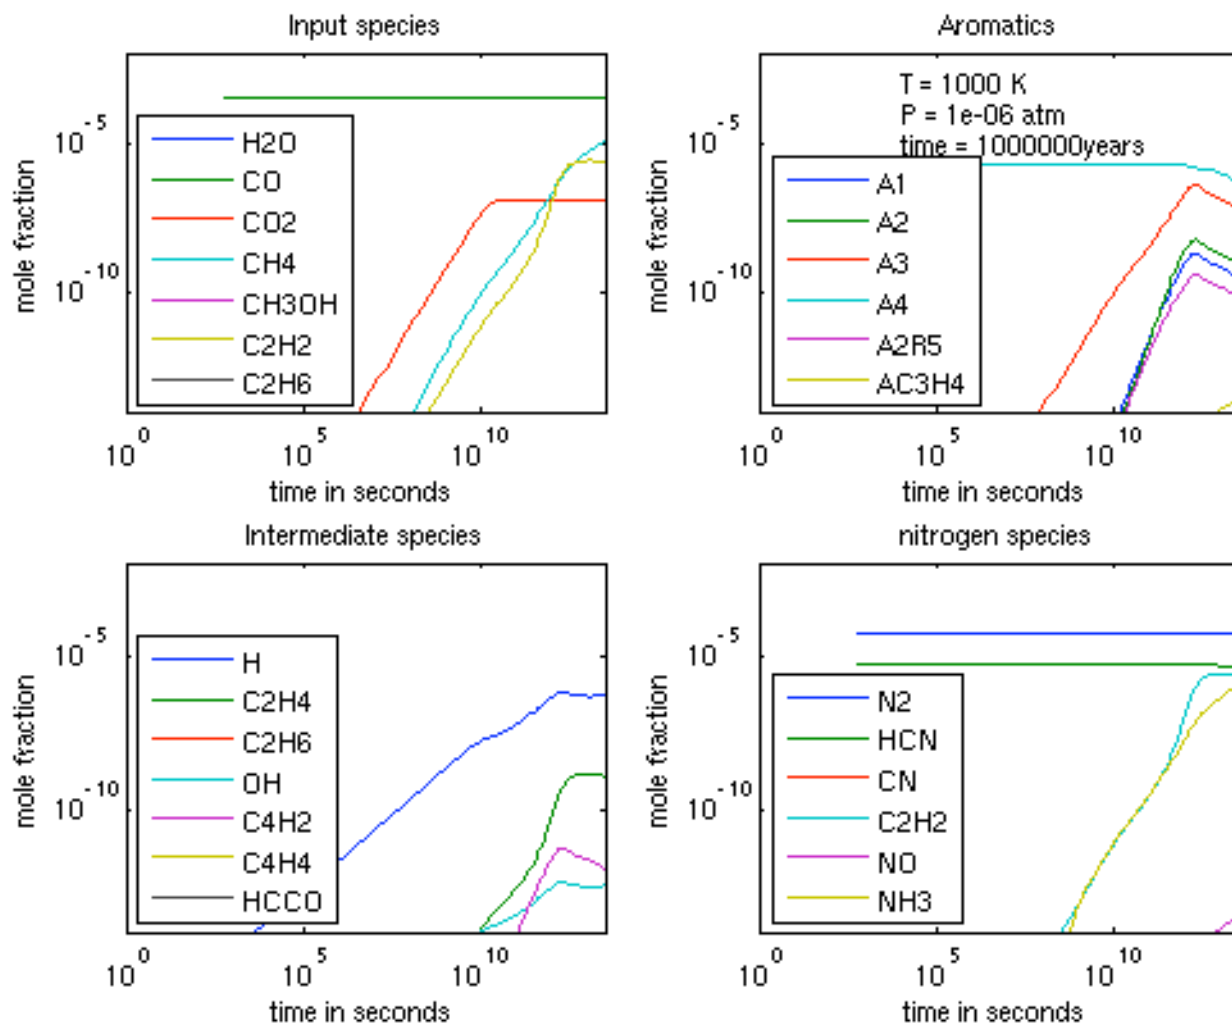 Input species
10^-5
10^-10
mole fraction
H2O
CO
CO2
CH4
CH3OH
C2H2
C2H6
10^0
10^5
10^10
time in seconds
Aromatics
T = 1000 K
P = 1e-06 atm
time = 1000000years
10^-5
10^-10
mole fraction
A1
A2
A3
A4
A2R5
AC3H4
10^0
10^5
10^10
time in seconds
Intermediate species
10^-5
10^-10
mole fraction
H
C2H4
C2H6
OH
C4H2
C4H4
HCCO
10^0
10^5
10^10
time in seconds
nitrogen species
10^-5
10^-10
mole fraction
N2
HCN
CN
C2H2
NO
NH3
10^0
10^5
10^10
time in seconds